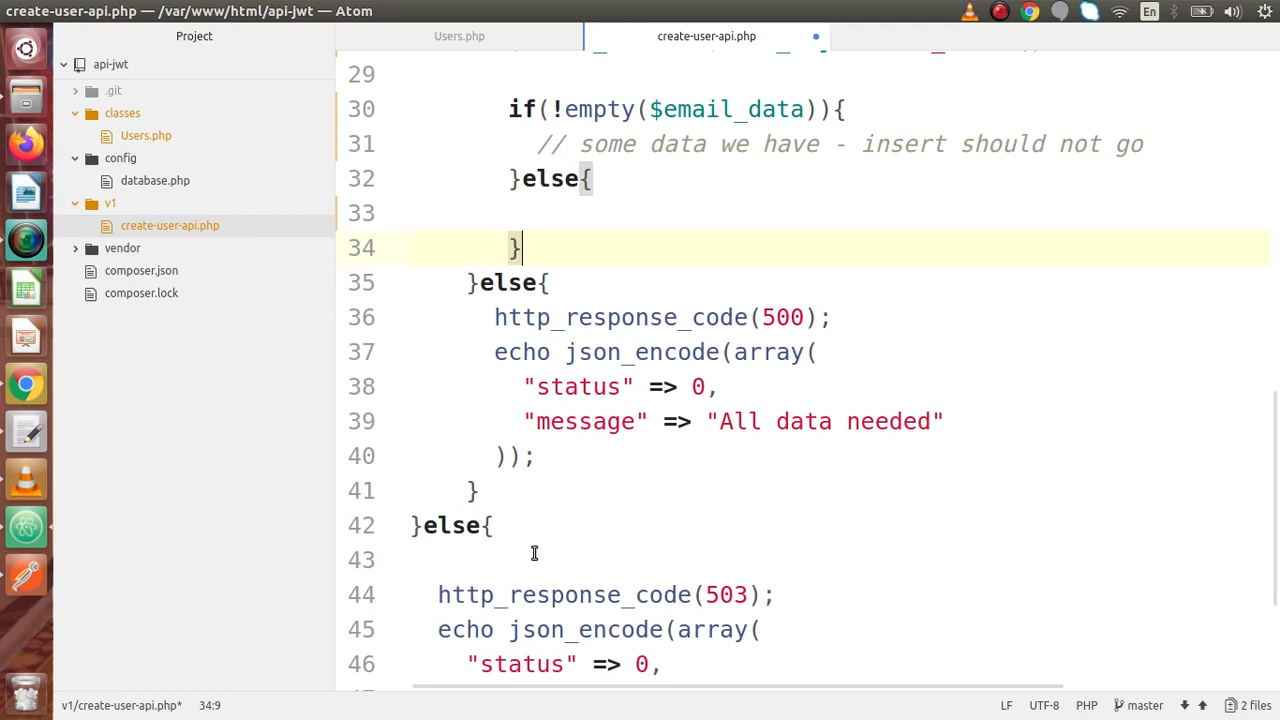 create-user-api.php — /var/www/html/api-jwt — Atom
En
Project
Users.php
create-user-api.php
api-jwt
.git
classes
Users.php
config
database.php
v1
create-user-api.php
vendor
composer.json
composer.lock
29
30 if(!empty($email_data)){
31 // some data we have - insert should not go
32 }else{
33
34 }
35 }else{
36 http_response_code(500);
37 echo json_encode(array(
38 "status" => 0,
39 "message" => "All data needed"
40 ));
41 }
42 }else{
43
44 http_response_code(503);
45 echo json_encode(array(
46 "status" => 0,
v1/create-user-api.php* 34:9 LF UTF-8 PHP master 2 files